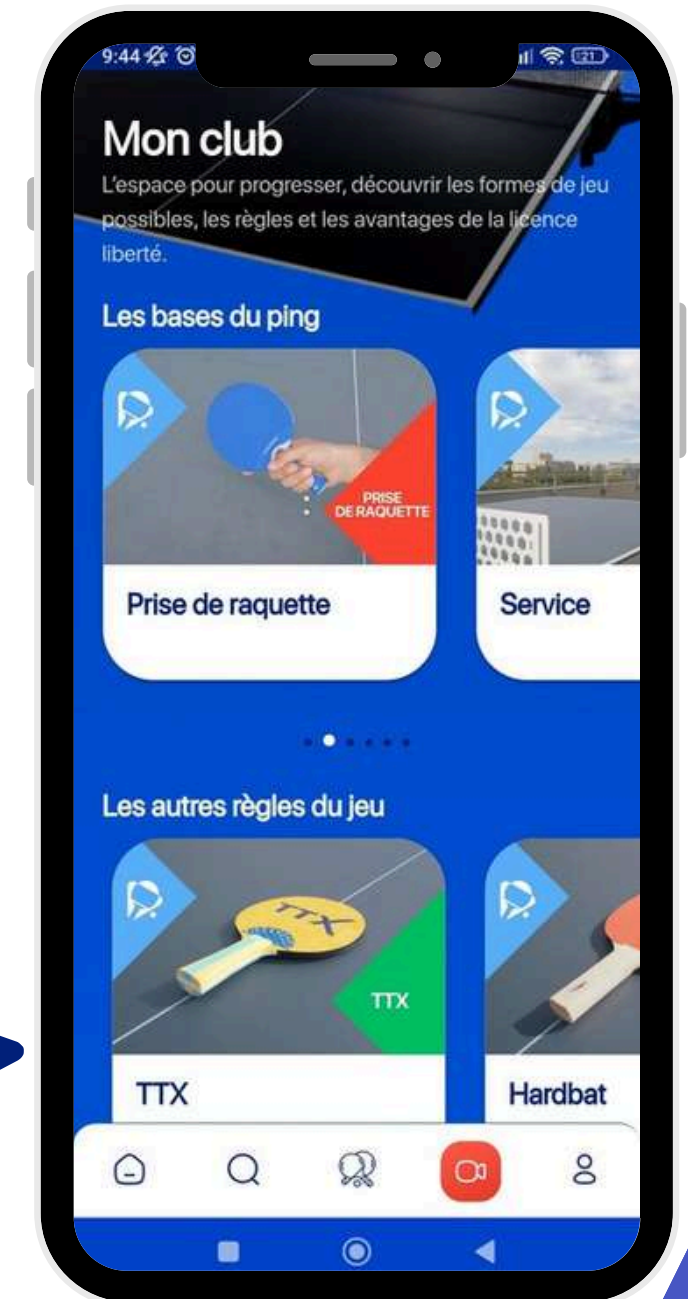 9:44
21
Mon club
L'espace pour progresser, découvrir les formes de jeu
possibles, les règles et les avantages de la licence
liberté.
Les bases du ping
PRISE
DE RAQUETTE
Prise de raquette
Service
Les autres règles du jeu
TTX
TTX
TTX
Hardbat